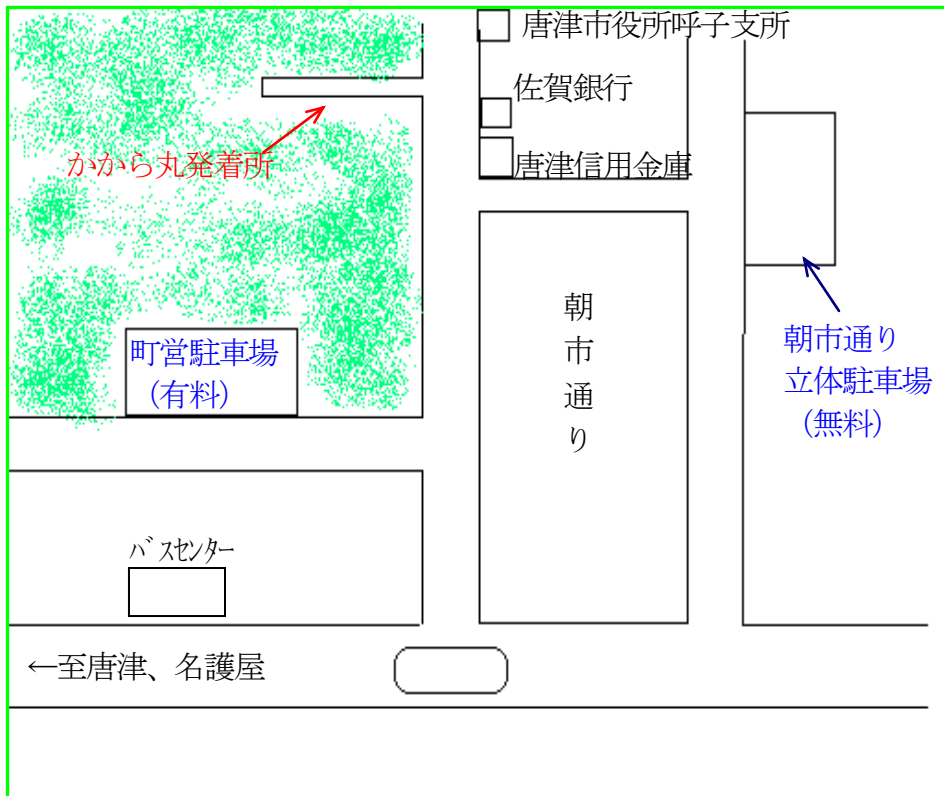 唐津市役所呼子支所
佐賀銀行
かから丸発着所
唐津信用金庫
朝市通り
町営駐車場
（有料）
朝市通り
立体駐車場
（無料）
バスセンター
←至唐津、名護屋